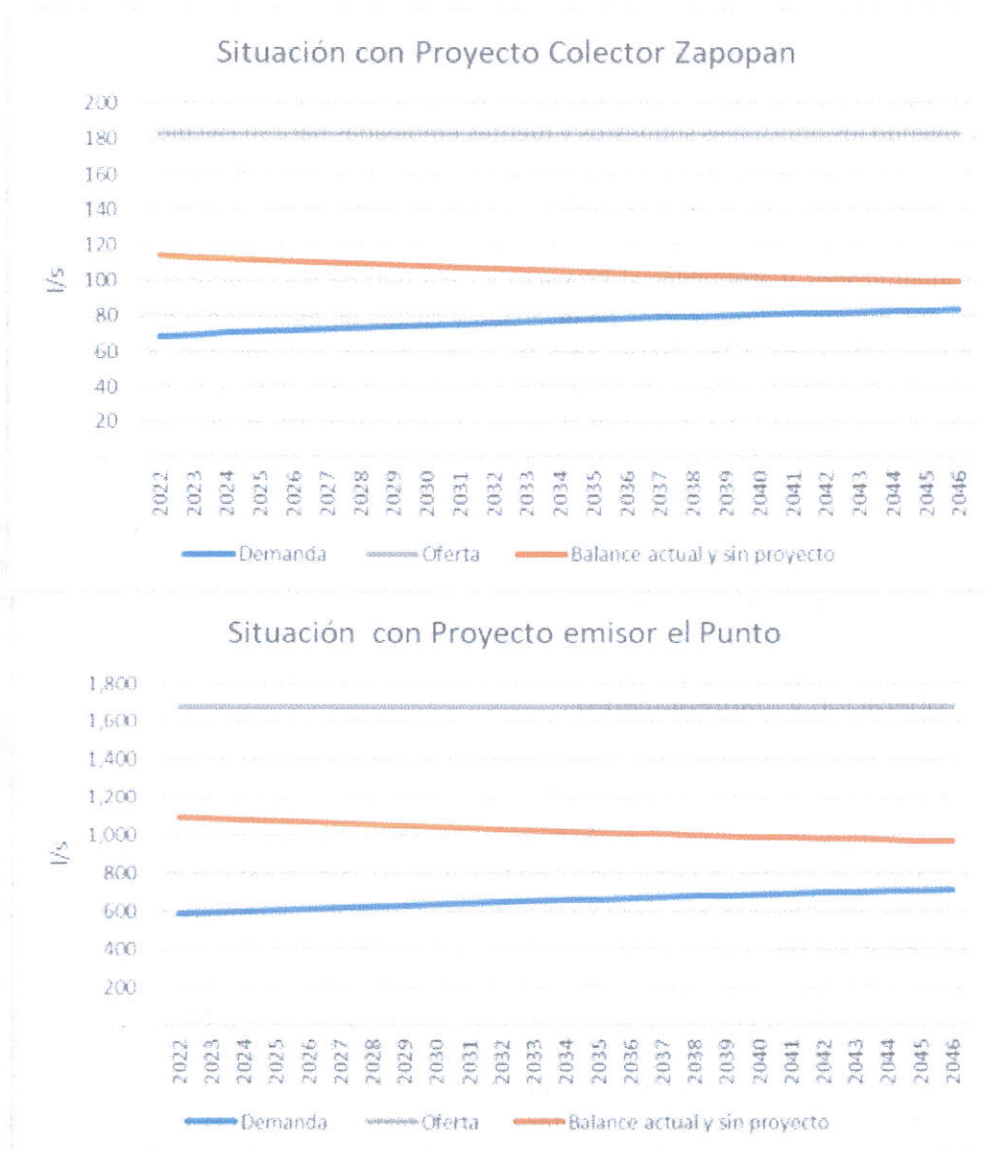 Situación con Proyecto Colector Zapopan
200
180
160
140
120
100
80
60
40
20
-
l/s
2022 2023 2024 2025 2026 2027 2028 2029 2030 2031 2032 2033 2034 2035 2036 2037 2038 2039 2040 2041 2042 2043 2044 2045 2046
Demanda Oferta Balance actual y sin proyecto
Situación con Proyecto emisor el Punto
1,800
1,600
1,400
1,200
1,000
800
600
400
200
-
l/s
2022 2023 2024 2025 2026 2027 2028 2029 2030 2031 2032 2033 2034 2035 2036 2037 2038 2039 2040 2041 2042 2043 2044 2045 2046
Demanda Oferta Balance actual y sin proyecto